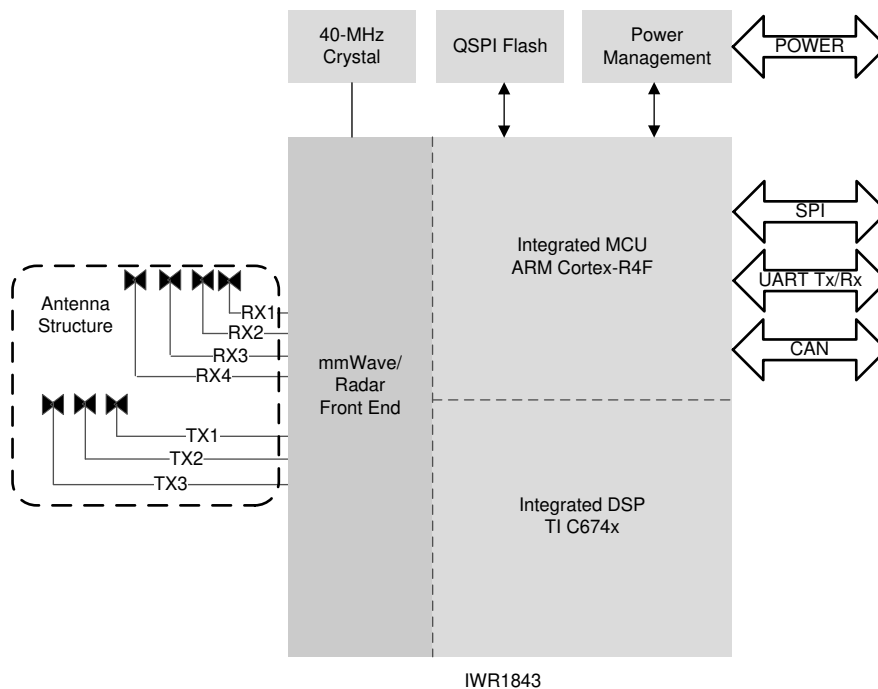 40-MHz
Crystal
QSPI Flash
Power
Management
POWER
SPI
Integrated MCU
ARM Cortex-R4F
UART Tx/Rx
CAN
Antenna
Structure
RX1
RX2
RX3
RX4
mmWave/
Radar
Front End
TX1
TX2
TX3
Integrated DSP
TI C674x
IWR1843